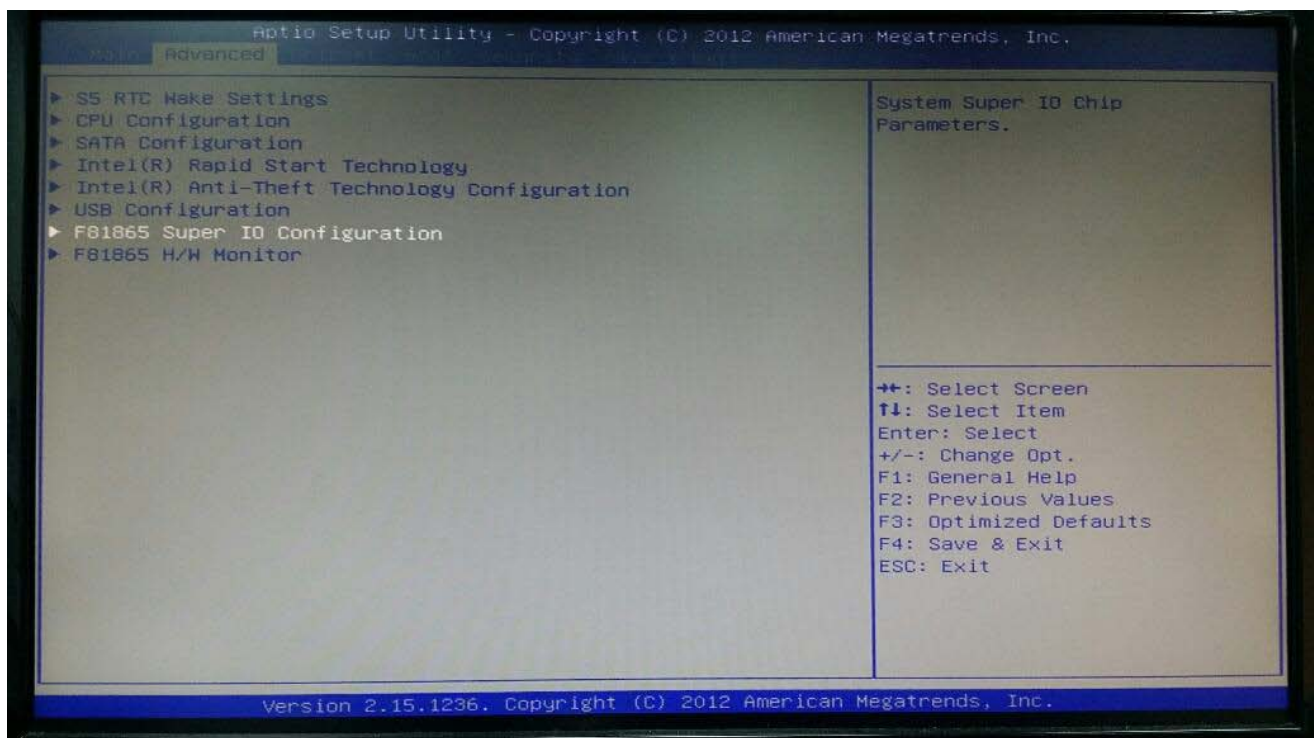 Aptio Setup Utility - Copyright (C) 2012 American Megatrends, Inc.
Main Advanced
▶ S5 RTC Wake Settings
▶ CPU Configuration
▶ SATA Configuration
▶ Intel(R) Rapid Start Technology
▶ Intel(R) Anti-Theft Technology Configuration
▶ USB Configuration
▶ F81865 Super IO Configuration
▶ F81865 H/W Monitor
System Super IO Chip
Parameters.
→←: Select Screen
↑↓: Select Item
Enter: Select
+/-: Change Opt.
F1: General Help
F2: Previous Values
F3: Optimized Defaults
F4: Save & Exit
ESC: Exit
Version 2.15.1236. Copyright (C) 2012 American Megatrends, Inc.